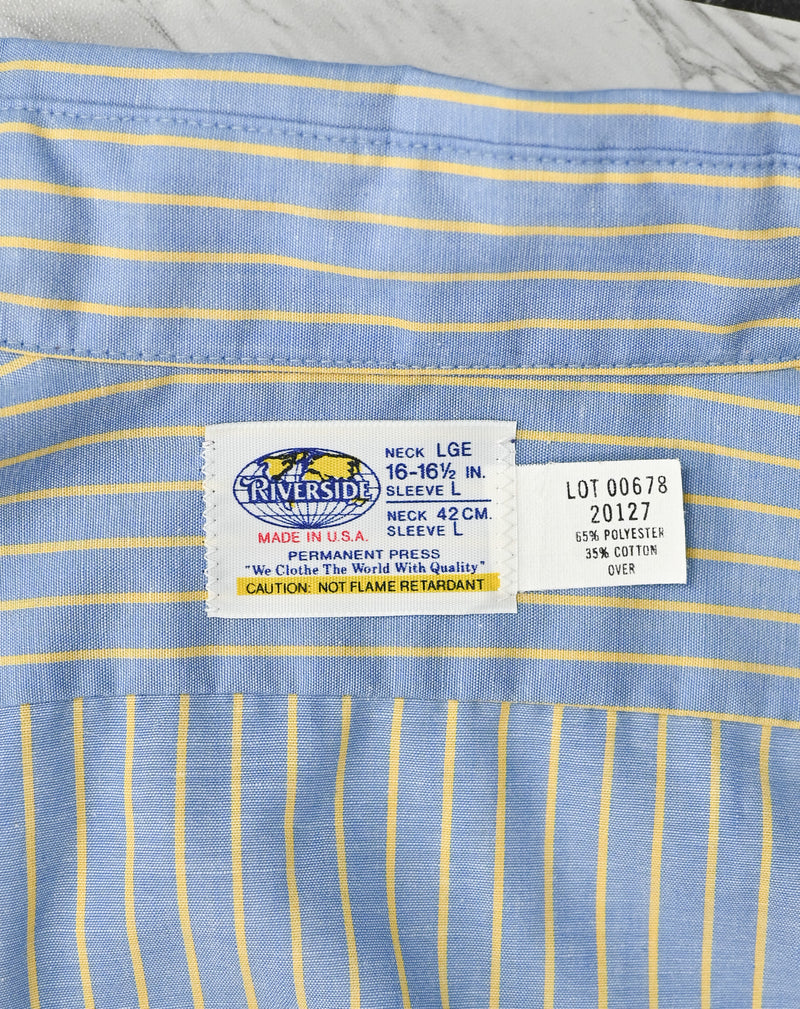 RIVERSIDE
MADE IN U.S.A.
NECK LGE
16-16½ IN.
SLEEVE L
NECK 42 CM.
SLEEVE L
PERMANENT PRESS
"We Clothe The World With Quality"
CAUTION: NOT FLAME RETARDANT
LOT 00678
20127
65% POLYESTER
35% COTTON
OVER